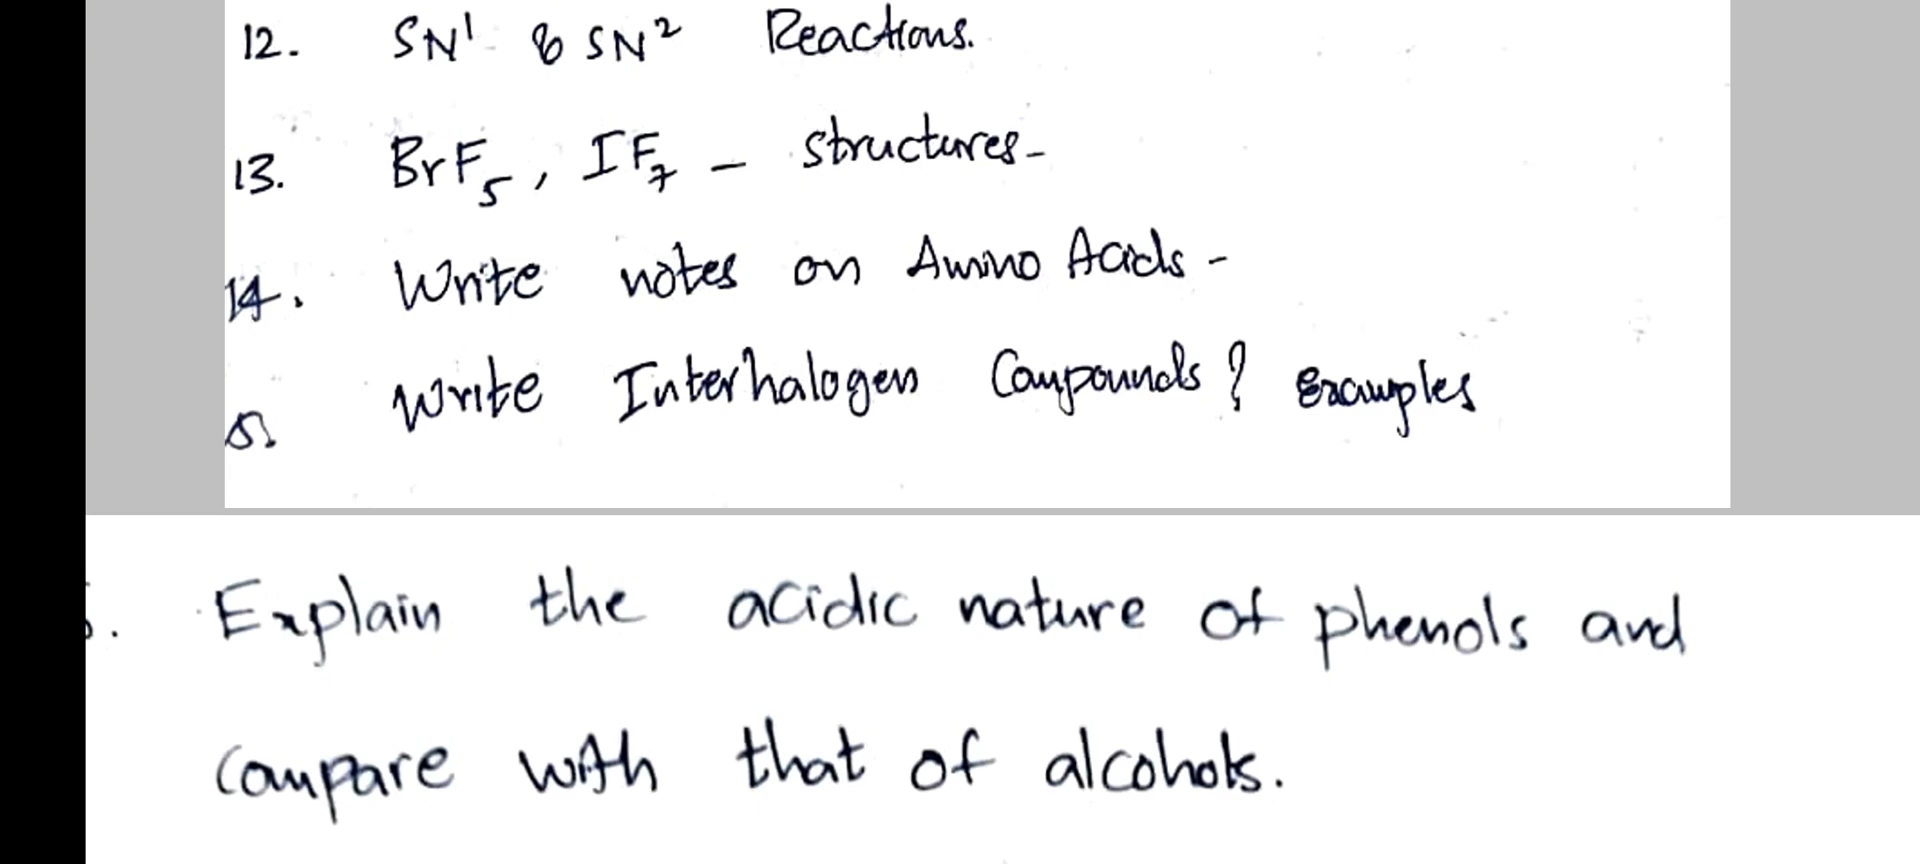 12. SN¹ & SN² Reactions.
13. BrF₅, IF₇ - structures -
14. Write notes on Amino Acids -
5. Write Interhalogen Compounds? Examples
. Explain the acidic nature of phenols and
compare with that of alcohols.